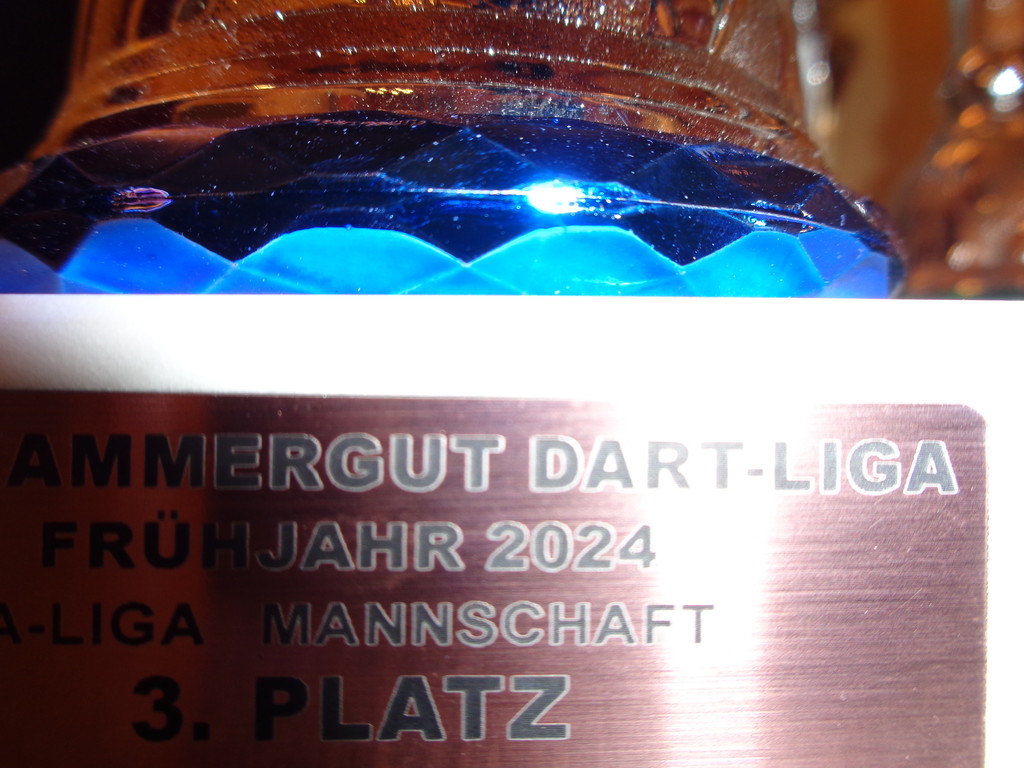 AMMERGUT DART-LIGA
FRÜHJAHR 2024
A-LIGA MANNSCHAFT
3. PLATZ